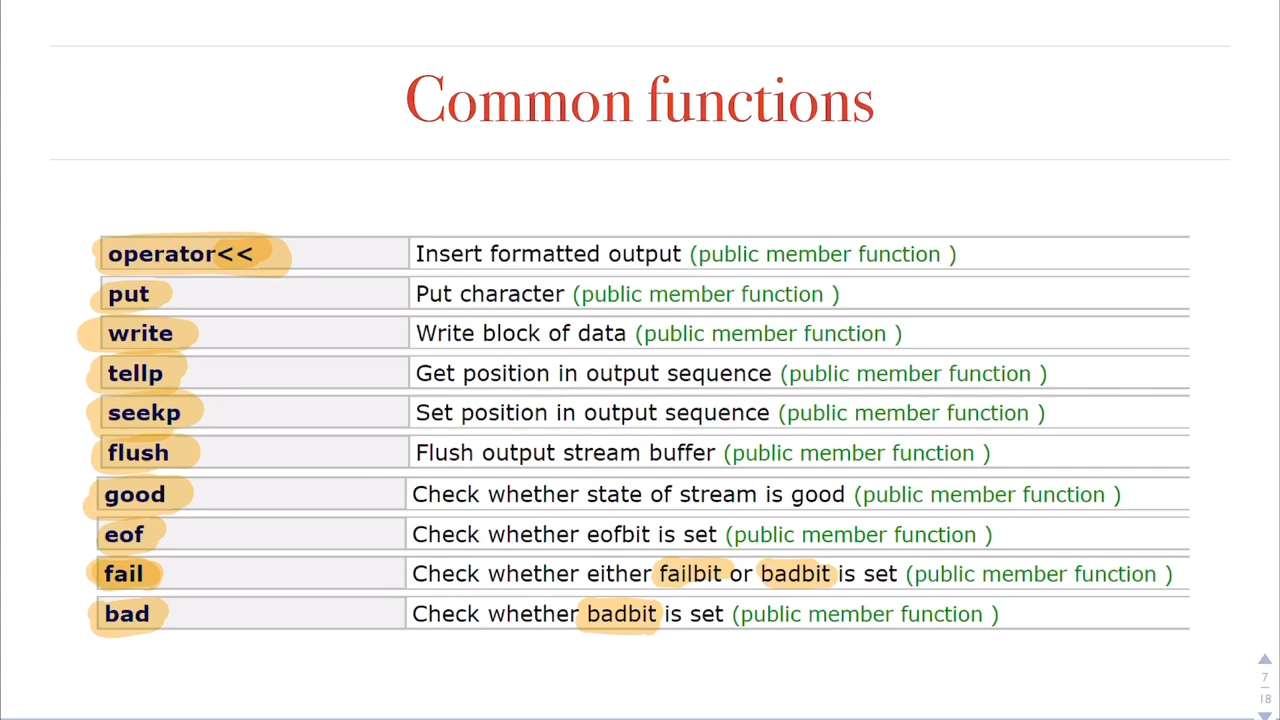 Common functions
operator<< Insert formatted output (public member function )
put Put character (public member function )
write Write block of data (public member function )
tellp Get position in output sequence (public member function )
seekp Set position in output sequence (public member function )
flush Flush output stream buffer (public member function )
good Check whether state of stream is good (public member function )
eof Check whether eofbit is set (public member function )
fail Check whether either failbit or badbit is set (public member function )
bad Check whether badbit is set (public member function )
7
18